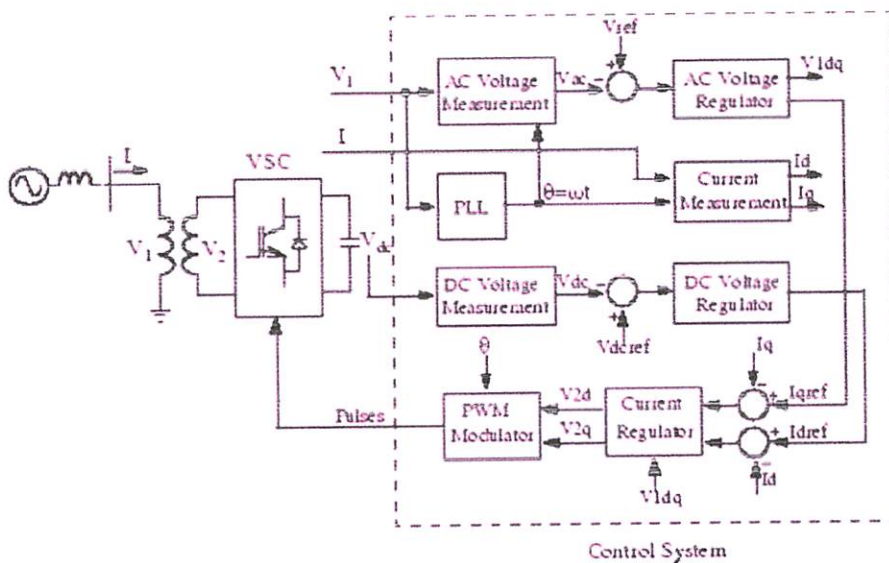 Vref
V1
AC Voltage
Measurement
Vac
-
+
AC Voltage
Regulator
V1dq
I
VSC
I
PLL
θ=ωt
Current
Measurement
Id
Iq
V1
V2
Vdc
DC Voltage
Measurement
Vdc
-
+
Vdcref
DC Voltage
Regulator
θ
Iq
-
+
Iqref
Pulses
PWM
Modulator
V2d
V2q
Current
Regulator
+
Idref
-
Id
V1dq
Control System